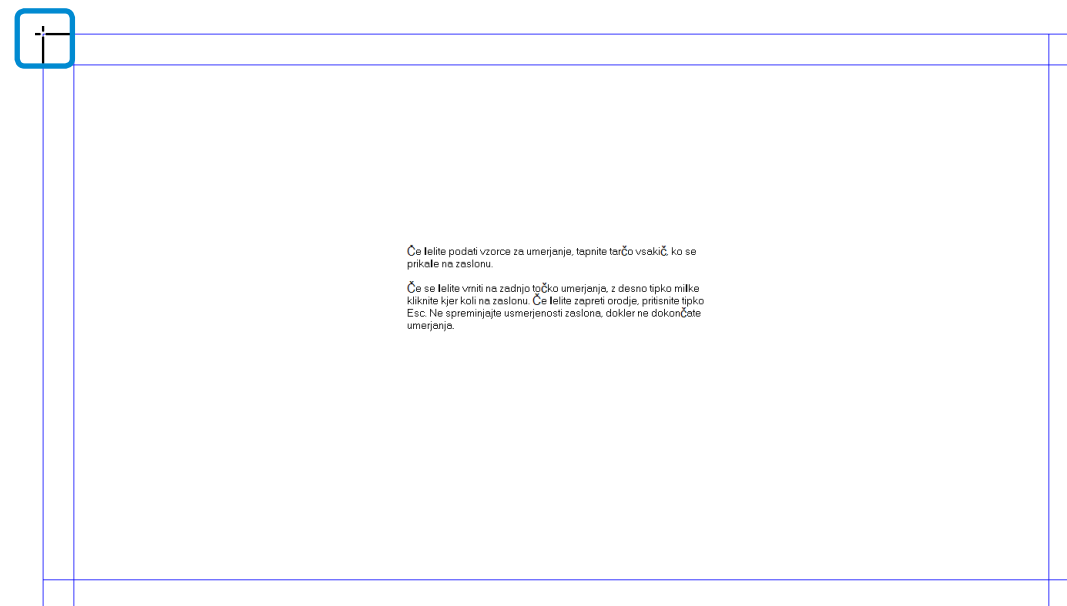 Če lelite podati vzorce za umerjanje, tapnite tarčo vsakič, ko se
prikale na zaslonu.
Če se lelite vrniti na zadnjo točko umerjanja, z desno tipko milke
kliknite kjer koli na zaslonu. Če lelite zapreti orodje, pritisnite tipko
Esc. Ne spreminjajte usmerjenosti zaslona, dokler ne dokončate
umerjanja.